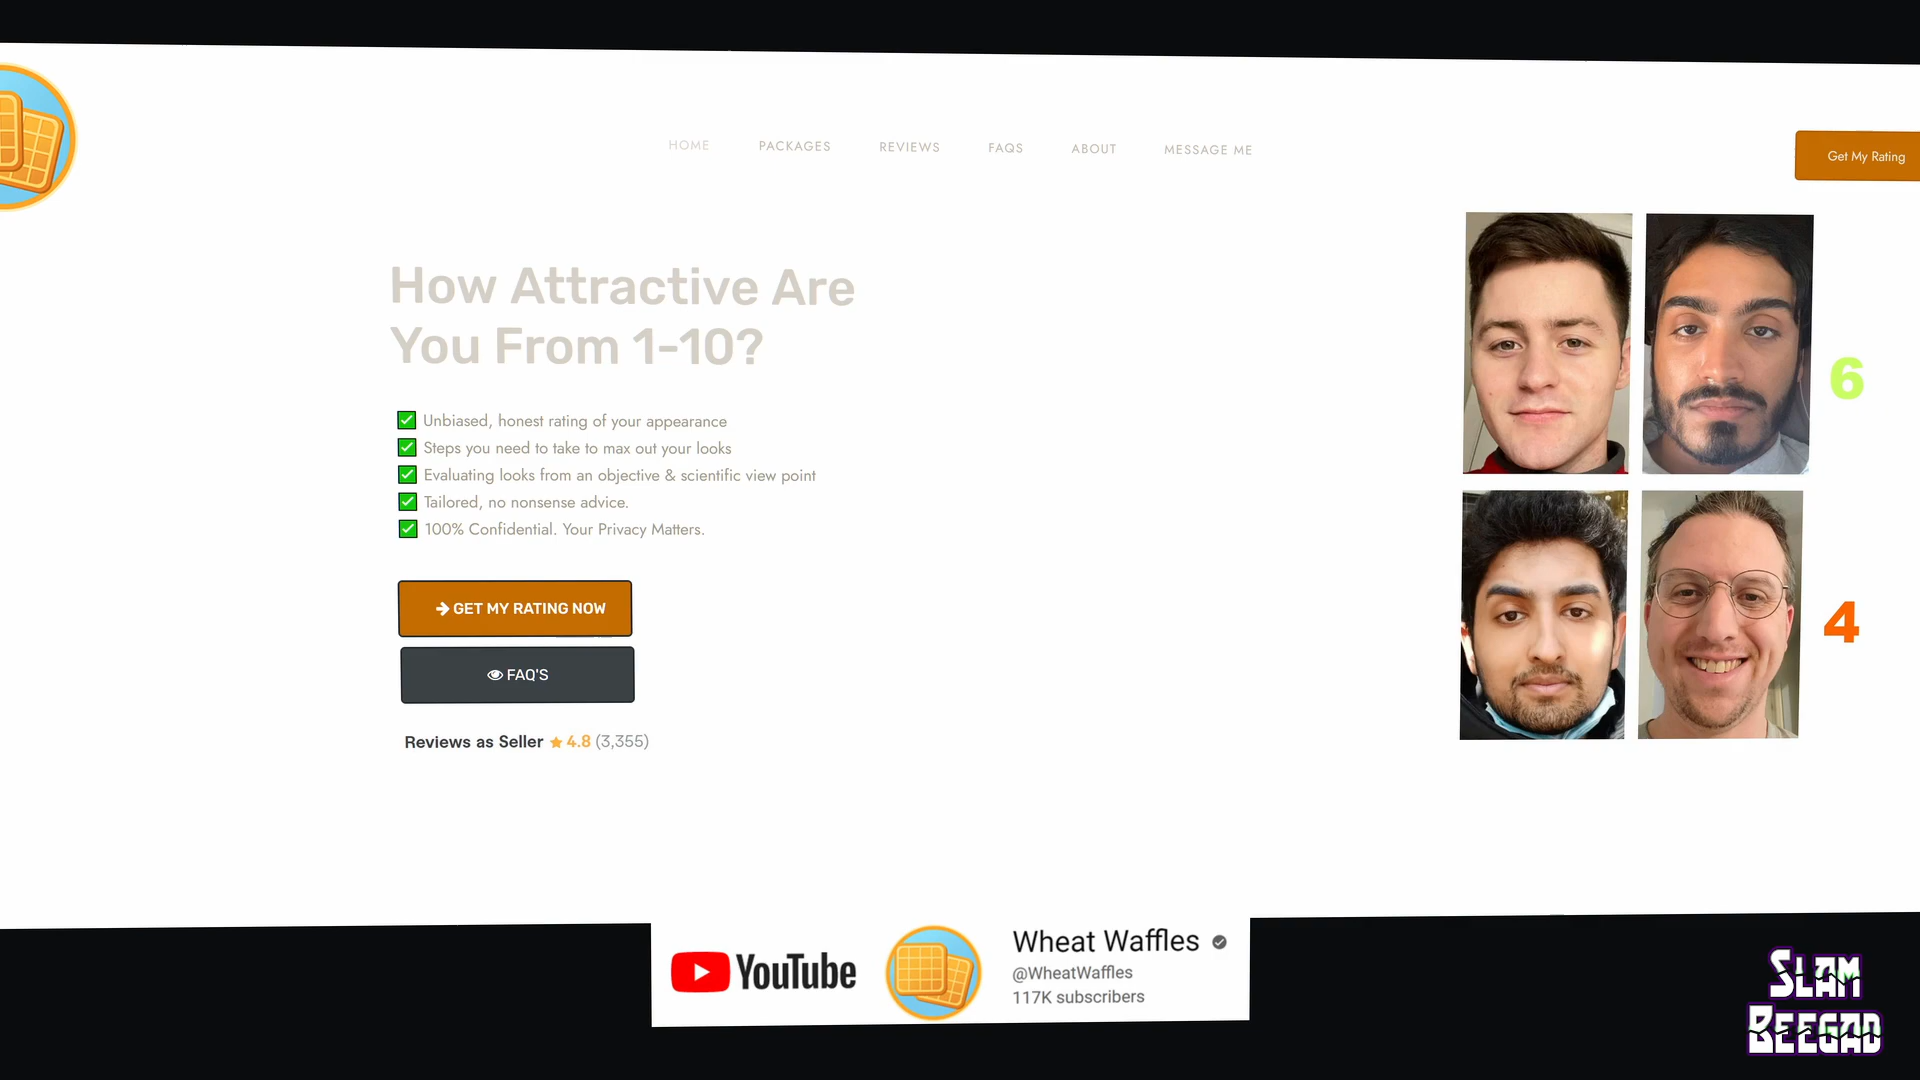 HOME PACKAGES REVIEWS FAQS ABOUT MESSAGE ME
Get My Rating
How Attractive Are
You From 1-10?
Unbiased, honest rating of your appearance
Steps you need to take to max out your looks
Evaluating looks from an objective & scientific view point
Tailored, no nonsense advice.
100% Confidential. Your Privacy Matters.
GET MY RATING NOW
FAQ'S
Reviews as Seller 4.8 (3,355)
6
4
YouTube
Wheat Waffles
@WheatWaffles
117K subscribers
SLAM
BEEGAD